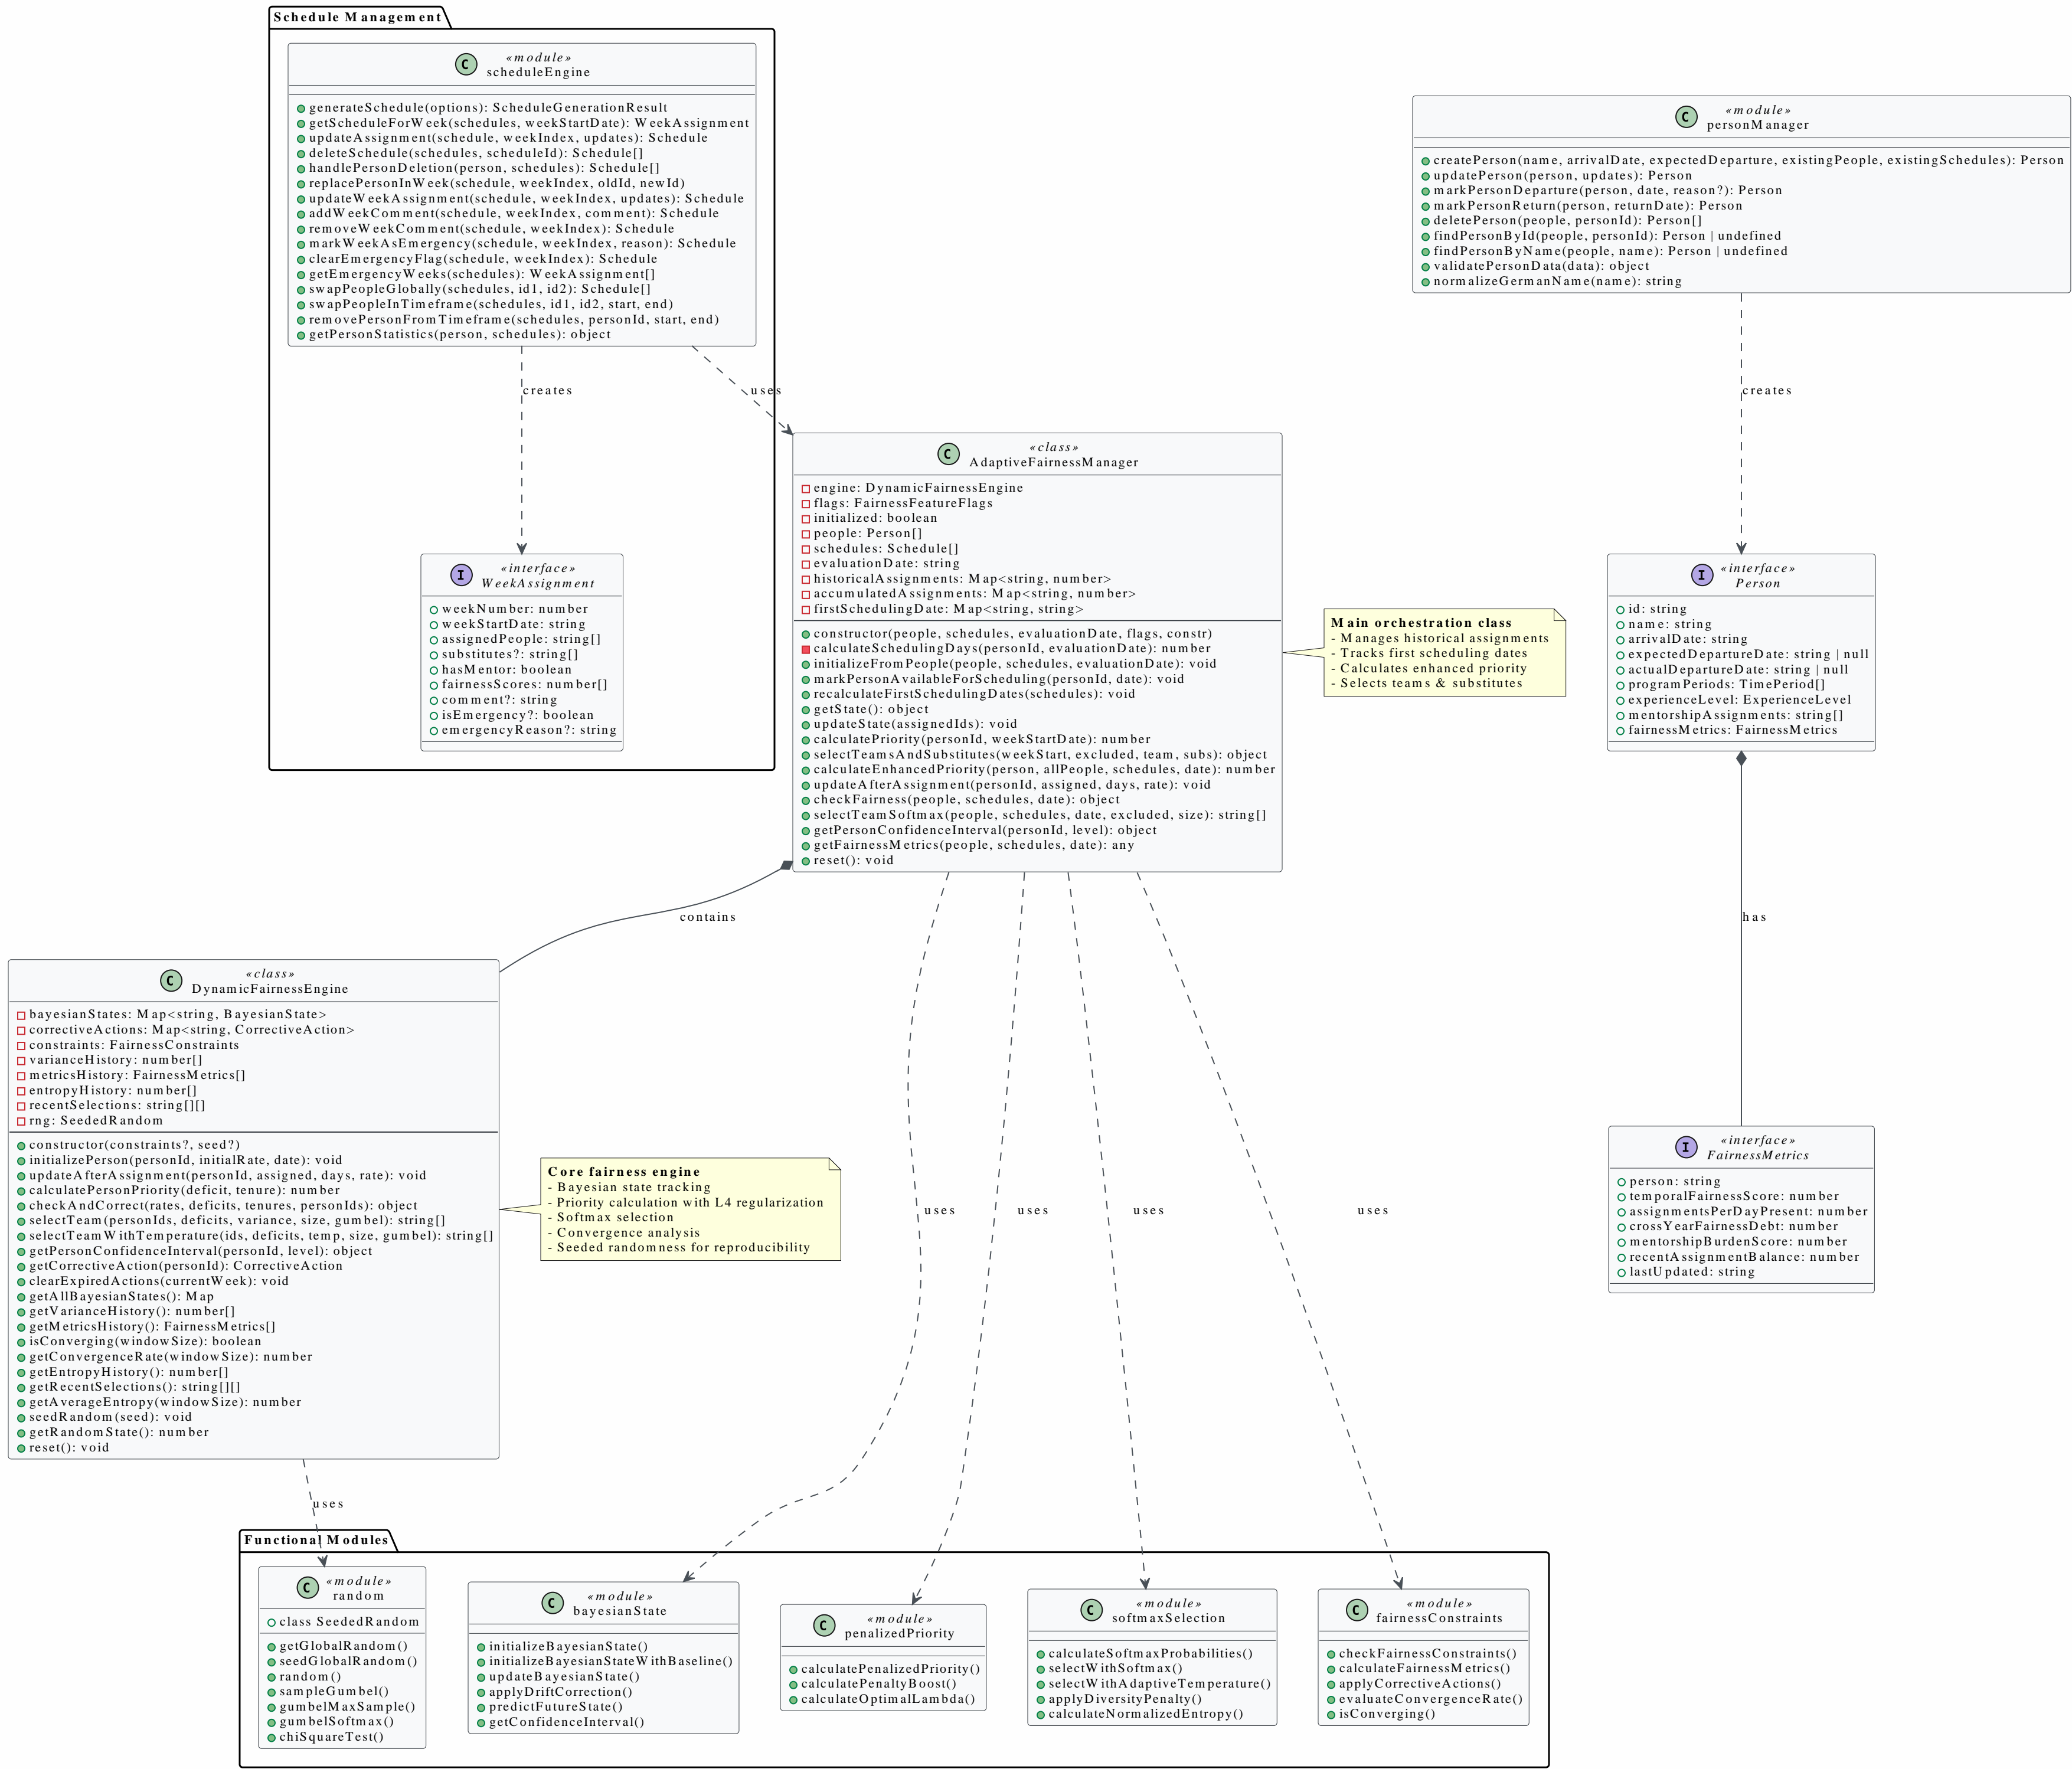 Schedule Management
«module»
scheduleEngine
generateSchedule(options): ScheduleGenerationResult
getScheduleForWeek(schedules, weekStartDate): WeekAssignment
updateAssignment(schedule, weekIndex, updates): Schedule
deleteSchedule(schedules, scheduleId): Schedule[]
handlePersonDeletion(person, schedules): Schedule[]
replacePersonInWeek(schedule, weekIndex, oldId, newId)
updateWeekAssignment(schedule, weekIndex, updates): Schedule
addWeekComment(schedule, weekIndex, comment): Schedule
removeWeekComment(schedule, weekIndex): Schedule
markWeekAsEmergency(schedule, weekIndex, reason): Schedule
clearEmergencyFlag(schedule, weekIndex): Schedule
getEmergencyWeeks(schedules): WeekAssignment[]
swapPeopleGlobally(schedules, id1, id2): Schedule[]
swapPeopleInTimeframe(schedules, id1, id2, start, end)
removePersonFromTimeframe(schedules, personId, start, end)
getPersonStatistics(person, schedules): object
«module»
personManager
createPerson(name, arrivalDate, expectedDeparture, existingPeople, existingSchedules): Person
updatePerson(person, updates): Person
markPersonDeparture(person, date, reason?): Person
markPersonReturn(person, returnDate): Person
deletePerson(people, personId): Person[]
findPersonById(people, personId): Person | undefined
findPersonByName(people, name): Person | undefined
validatePersonData(data): object
normalizeGermanName(name): string
creates
uses
creates
«interface»
WeekAssignment
weekNumber: number
weekStartDate: string
assignedPeople: string[]
substitutes?: string[]
hasMentor: boolean
fairnessScores: number[]
comment?: string
isEmergency?: boolean
emergencyReason?: string
«class»
AdaptiveFairnessManager
engine: DynamicFairnessEngine
flags: FairnessFeatureFlags
initialized: boolean
people: Person[]
schedules: Schedule[]
evaluationDate: string
historicalAssignments: Map<string, number>
accumulatedAssignments: Map<string, number>
firstSchedulingDate: Map<string, string>
constructor(people, schedules, evaluationDate, flags, constr)
calculateSchedulingDays(personId, evaluationDate): number
initializeFromPeople(people, schedules, evaluationDate): void
markPersonAvailableForScheduling(personId, date): void
recalculateFirstSchedulingDates(schedules): void
getState(): object
updateState(assignedIds): void
calculatePriority(personId, weekStartDate): number
selectTeamsAndSubstitutes(weekStart, excluded, team, subs): object
calculateEnhancedPriority(person, allPeople, schedules, date): number
updateAfterAssignment(personId, assigned, days, rate): void
checkFairness(people, schedules, date): object
selectTeamSoftmax(people, schedules, date, excluded, size): string[]
getPersonConfidenceInterval(personId, level): object
getFairnessMetrics(people, schedules, date): any
reset(): void
Main orchestration class
- Manages historical assignments
- Tracks first scheduling dates
- Calculates enhanced priority
- Selects teams & substitutes
«interface»
Person
id: string
name: string
arrivalDate: string
expectedDepartureDate: string | null
actualDepartureDate: string | null
programPeriods: TimePeriod[]
experienceLevel: ExperienceLevel
mentorshipAssignments: string[]
fairnessMetrics: FairnessMetrics
contains
has
«class»
DynamicFairnessEngine
bayesianStates: Map<string, BayesianState>
correctiveActions: Map<string, CorrectiveAction>
constraints: FairnessConstraints
varianceHistory: number[]
metricsHistory: FairnessMetrics[]
entropyHistory: number[]
recentSelections: string[][]
rng: SeededRandom
constructor(constraints?, seed?)
initializePerson(personId, initialRate, date): void
updateAfterAssignment(personId, assigned, days, rate): void
calculatePersonPriority(deficit, tenure): number
checkAndCorrect(rates, deficits, tenures, personIds): object
selectTeam(personIds, deficits, variance, size, gumbel): string[]
selectTeamWithTemperature(ids, deficits, temp, size, gumbel): string[]
getPersonConfidenceInterval(personId, level): object
getCorrectiveAction(personId): CorrectiveAction
clearExpiredActions(currentWeek): void
getAllBayesianStates(): Map
getVarianceHistory(): number[]
getMetricsHistory(): FairnessMetrics[]
isConverging(windowSize): boolean
getConvergenceRate(windowSize): number
getEntropyHistory(): number[]
getRecentSelections(): string[][]
getAverageEntropy(windowSize): number
seedRandom(seed): void
getRandomState(): number
reset(): void
Core fairness engine
- Bayesian state tracking
- Priority calculation with L4 regularization
- Softmax selection
- Convergence analysis
- Seeded randomness for reproducibility
uses
uses
uses
uses
«interface»
FairnessMetrics
person: string
temporalFairnessScore: number
assignmentsPerDayPresent: number
crossYearFairnessDebt: number
mentorshipBurdenScore: number
recentAssignmentBalance: number
lastUpdated: string
uses
Functional Modules
«module»
random
class SeededRandom
getGlobalRandom()
seedGlobalRandom()
random()
sampleGumbel()
gumbelMaxSample()
gumbelSoftmax()
chiSquareTest()
«module»
bayesianState
initializeBayesianState()
initializeBayesianStateWithBaseline()
updateBayesianState()
applyDriftCorrection()
predictFutureState()
getConfidenceInterval()
«module»
penalizedPriority
calculatePenalizedPriority()
calculatePenaltyBoost()
calculateOptimalLambda()
«module»
softmaxSelection
calculateSoftmaxProbabilities()
selectWithSoftmax()
selectWithAdaptiveTemperature()
applyDiversityPenalty()
calculateNormalizedEntropy()
«module»
fairnessConstraints
checkFairnessConstraints()
calculateFairnessMetrics()
applyCorrectiveActions()
evaluateConvergenceRate()
isConverging()